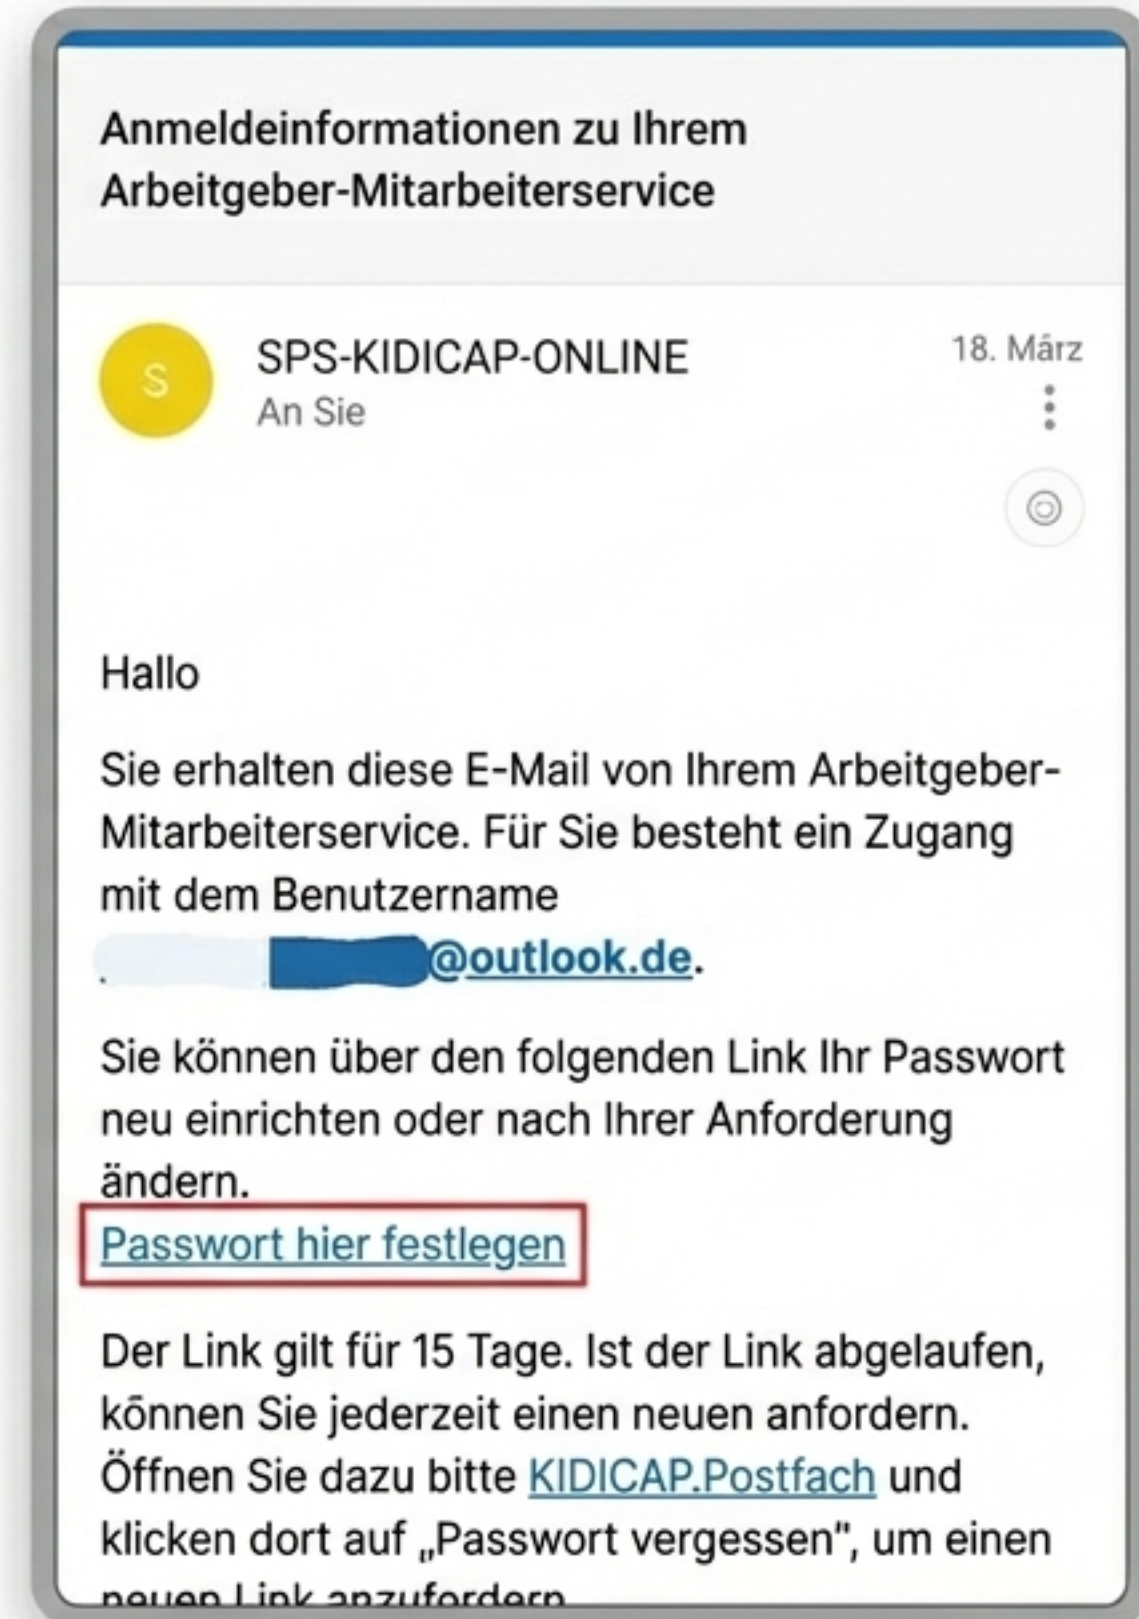 Anmeldeinformationen zu Ihrem
Arbeitgeber-Mitarbeiterservice
S
SPS-KIDICAP-ONLINE
18. Mârz
An Sie
Hallo
Sie erhalten diese E-Mail von Ihrem Arbeitgeber-
Mitarbeiterservice. Für Sie besteht ein Zugang
mit dem Benutzername
@outlook.de.
Sie können über den folgenden Link Ihr Passwort
neu einrichten oder nach Ihrer Anforderung
ändern.
Passwort hier festlegen
Der Link gilt für 15 Tage. Ist der Link abgelaufen,
können Sie jederzeit einen neuen anfordern.
Öffnen Sie dazu bitte KIDICAP.Postfach und
klicken dort auf „Passwort vergessen", um einen
neuen Link anzufordern